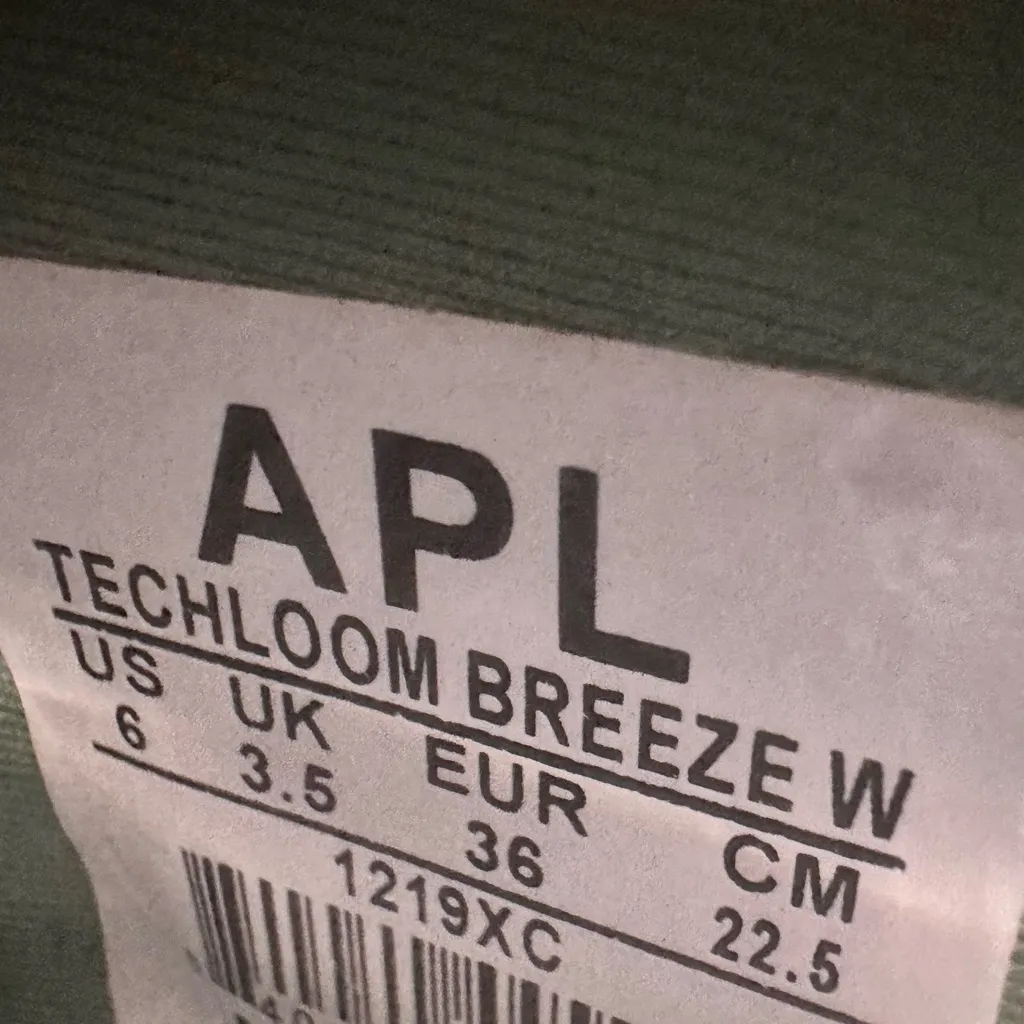 APL
TECHLOOM BREEZE W
US UK EUR CM
6 3.5 36 22.5
1219XC